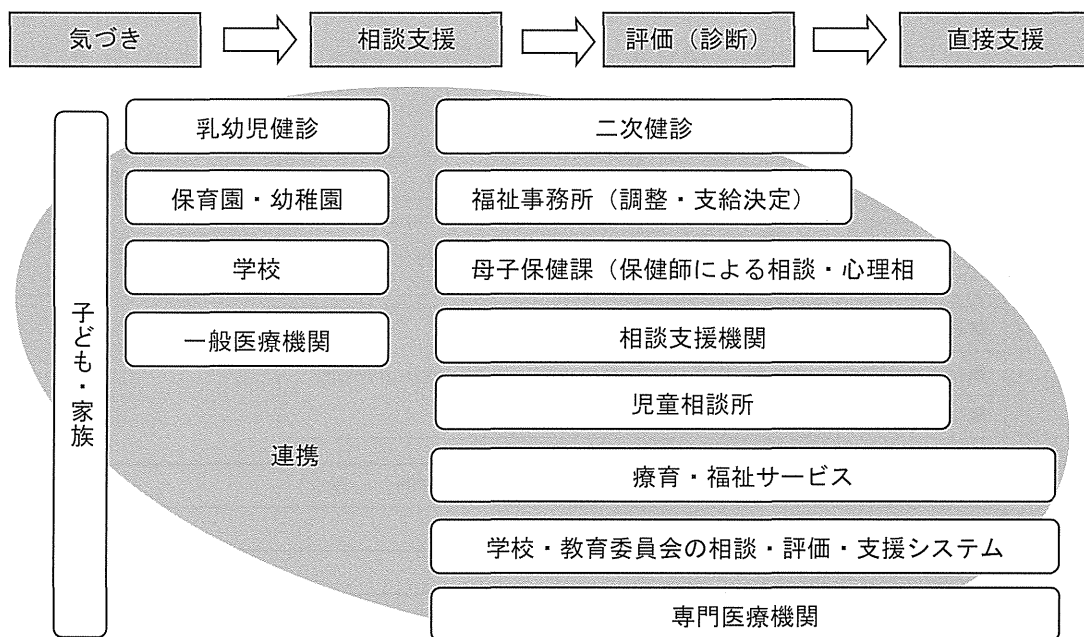 気づき
相談支援
評価（診断）
直接支援
子ども・家族
乳幼児健診
保育園・幼稚園
学校
一般医療機関
連携
二次健診
福祉事務所（調整・支給決定）
母子保健課（保健師による相談・心理相
相談支援機関
児童相談所
療育・福祉サービス
学校・教育委員会の相談・評価・支援システム
専門医療機関